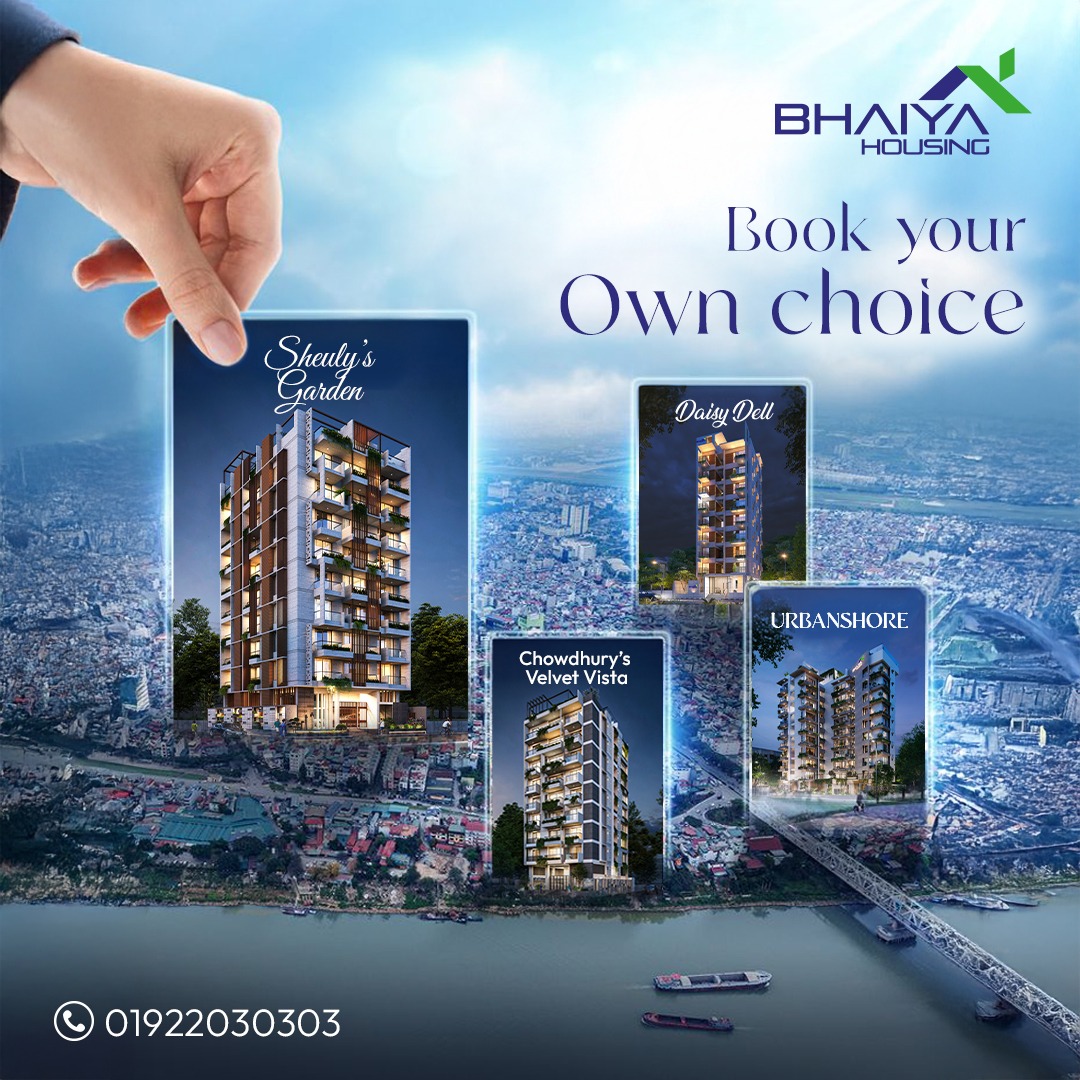 BHAIYA
HOUSING
Book your
Own choice
Sheuly's
Garden
Daisy Dell
URBANSHORE
Chowdhury's
Velvet Vista
01922030303